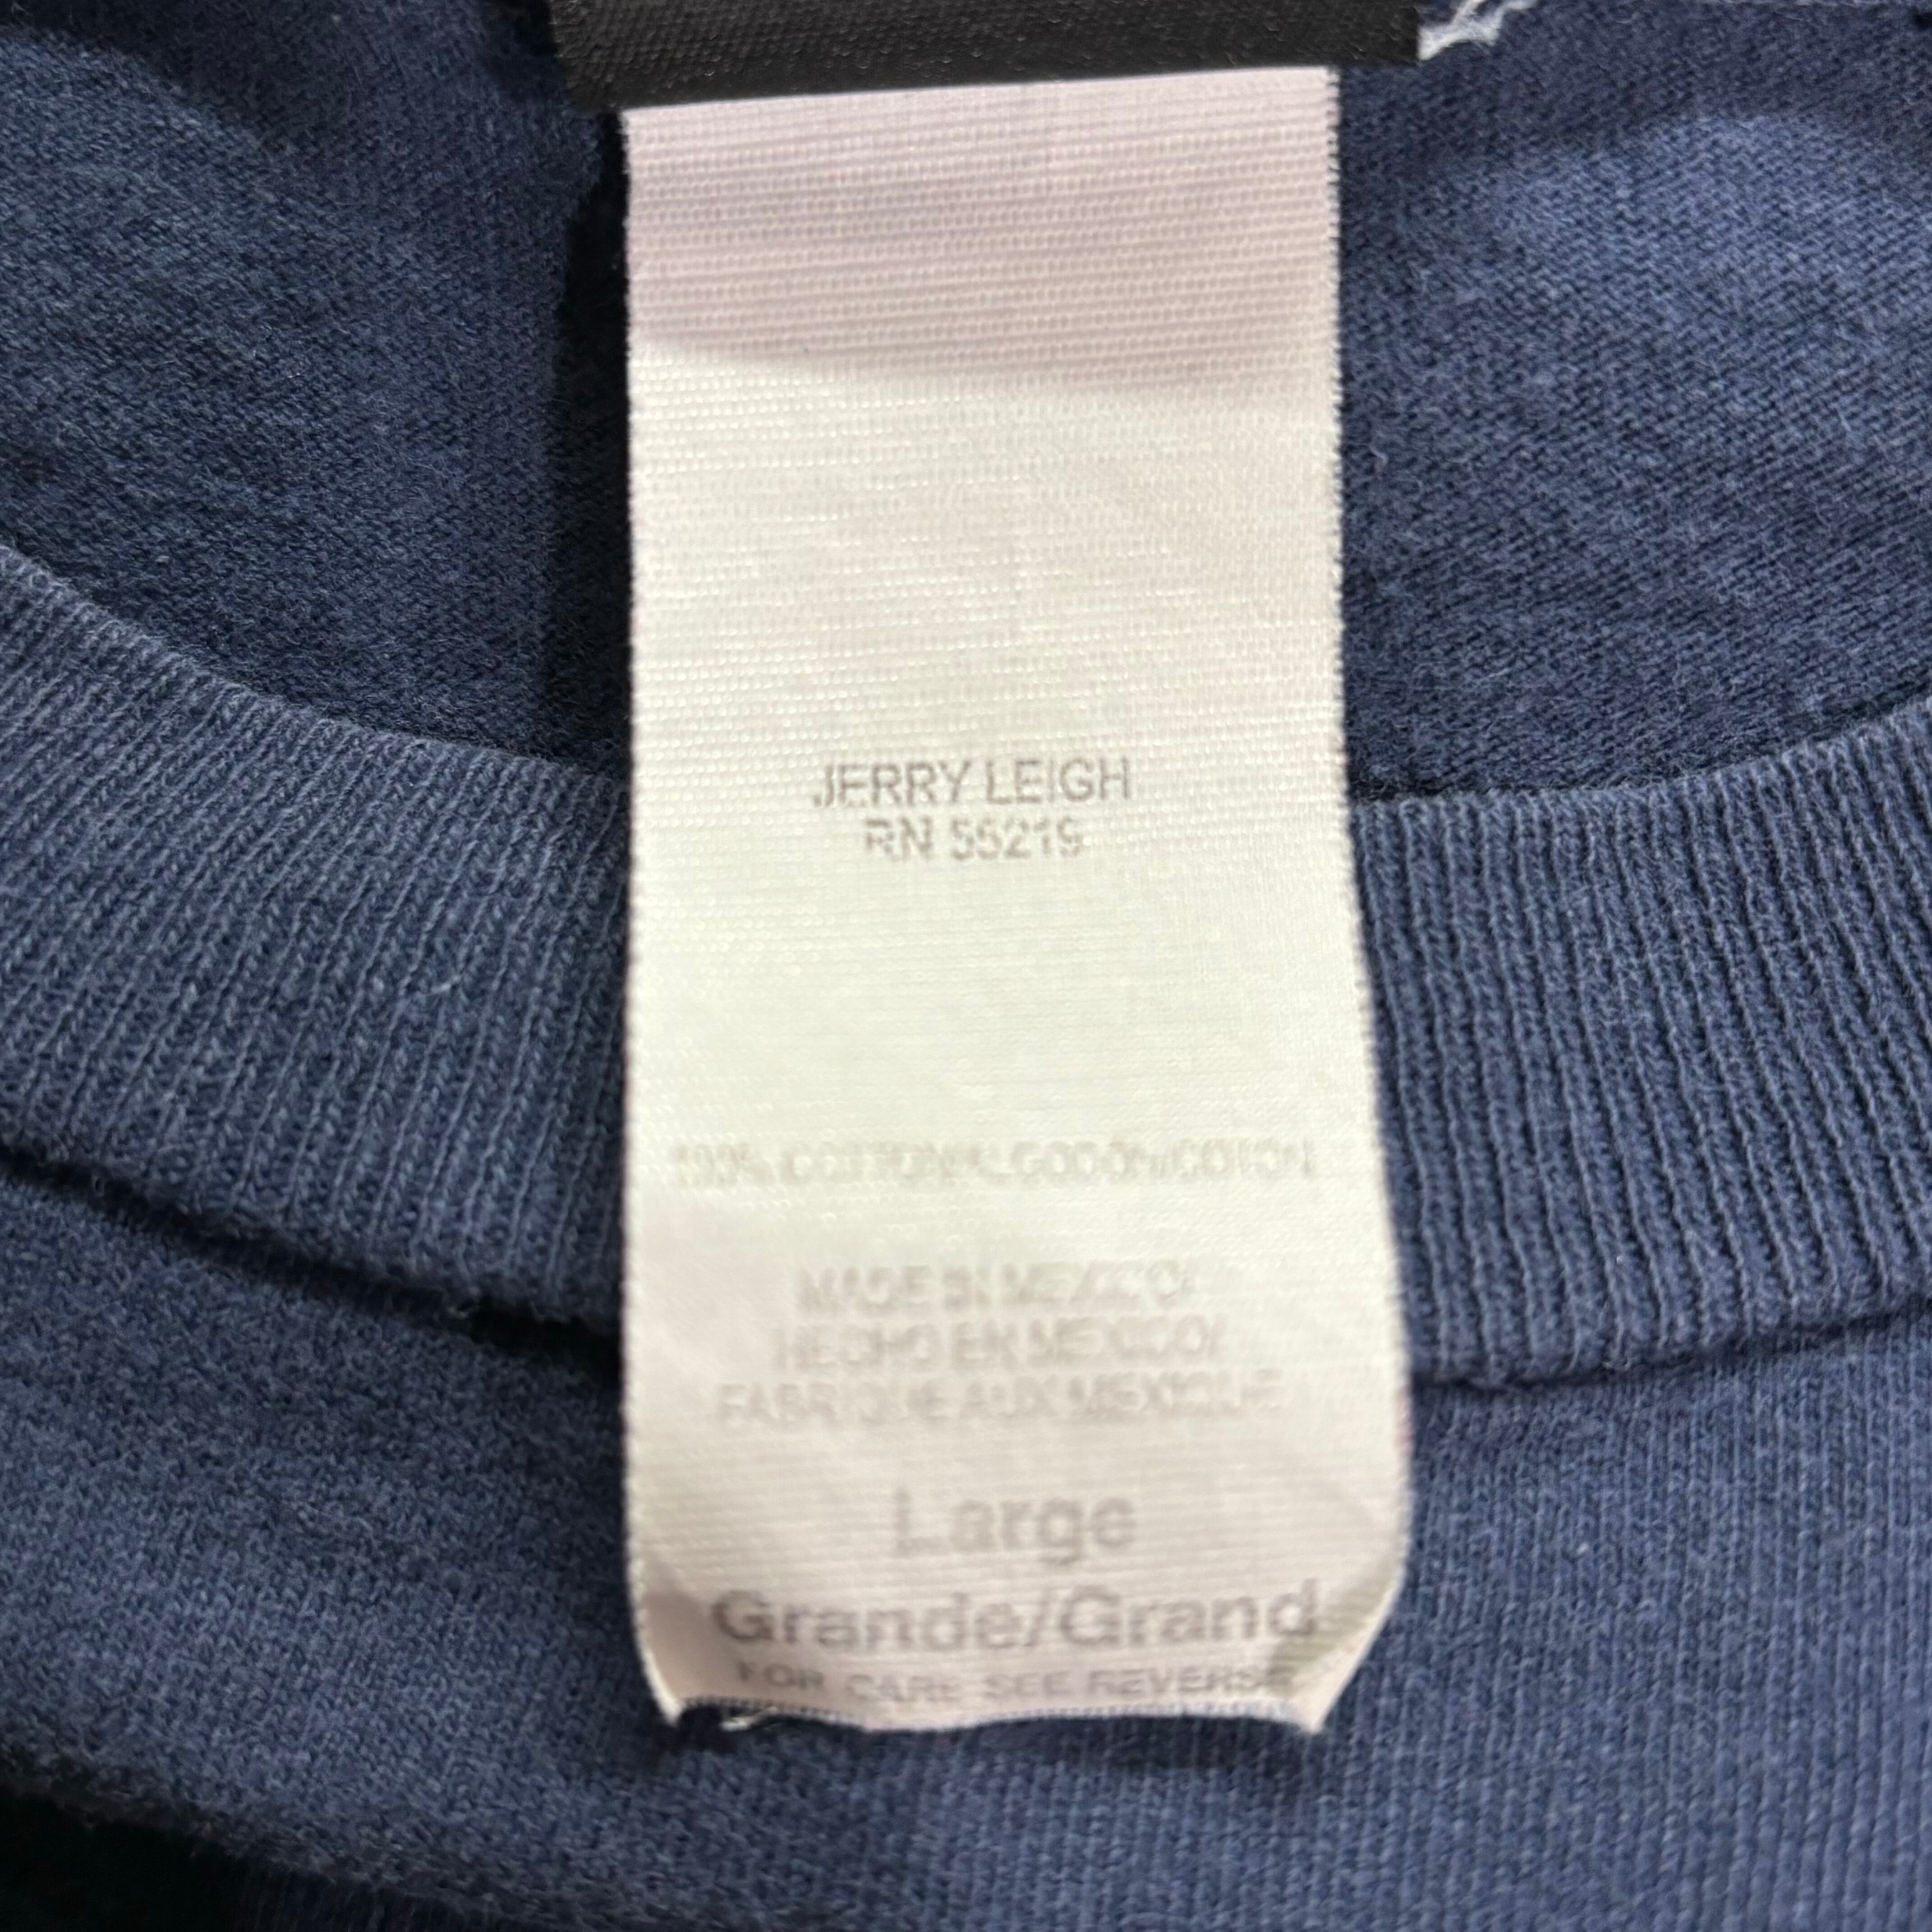 JERRY LEIGH
RN 55219
100% COTTON/ALGODON/COTON
MADE IN MEXICO/
HECHO EN MEXICO/
FABRIQUE AUX MEXIQUE
Large
Grande/Grand
FOR CARE SEE REVERSE